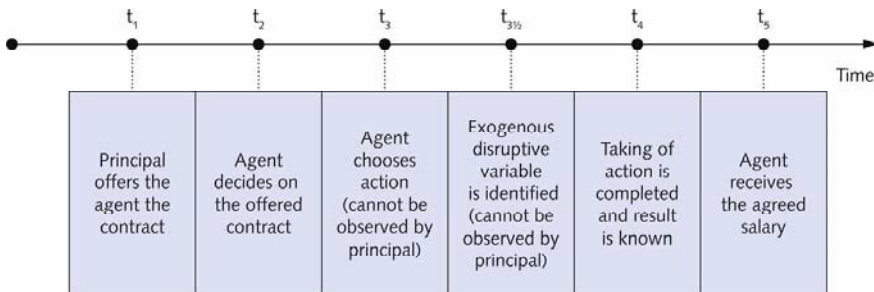 t1 t2 t3 t3½ t4 t5
Time
Principal
offers the
agent the
contract
Agent
decides on
the offered
contract
Agent
chooses
action
(cannot be
observed by
principal)
Exogenous
disruptive
variable
is identified
(cannot be
observed by
principal)
Taking of
action is
completed
and result
is known
Agent
receives
the agreed
salary